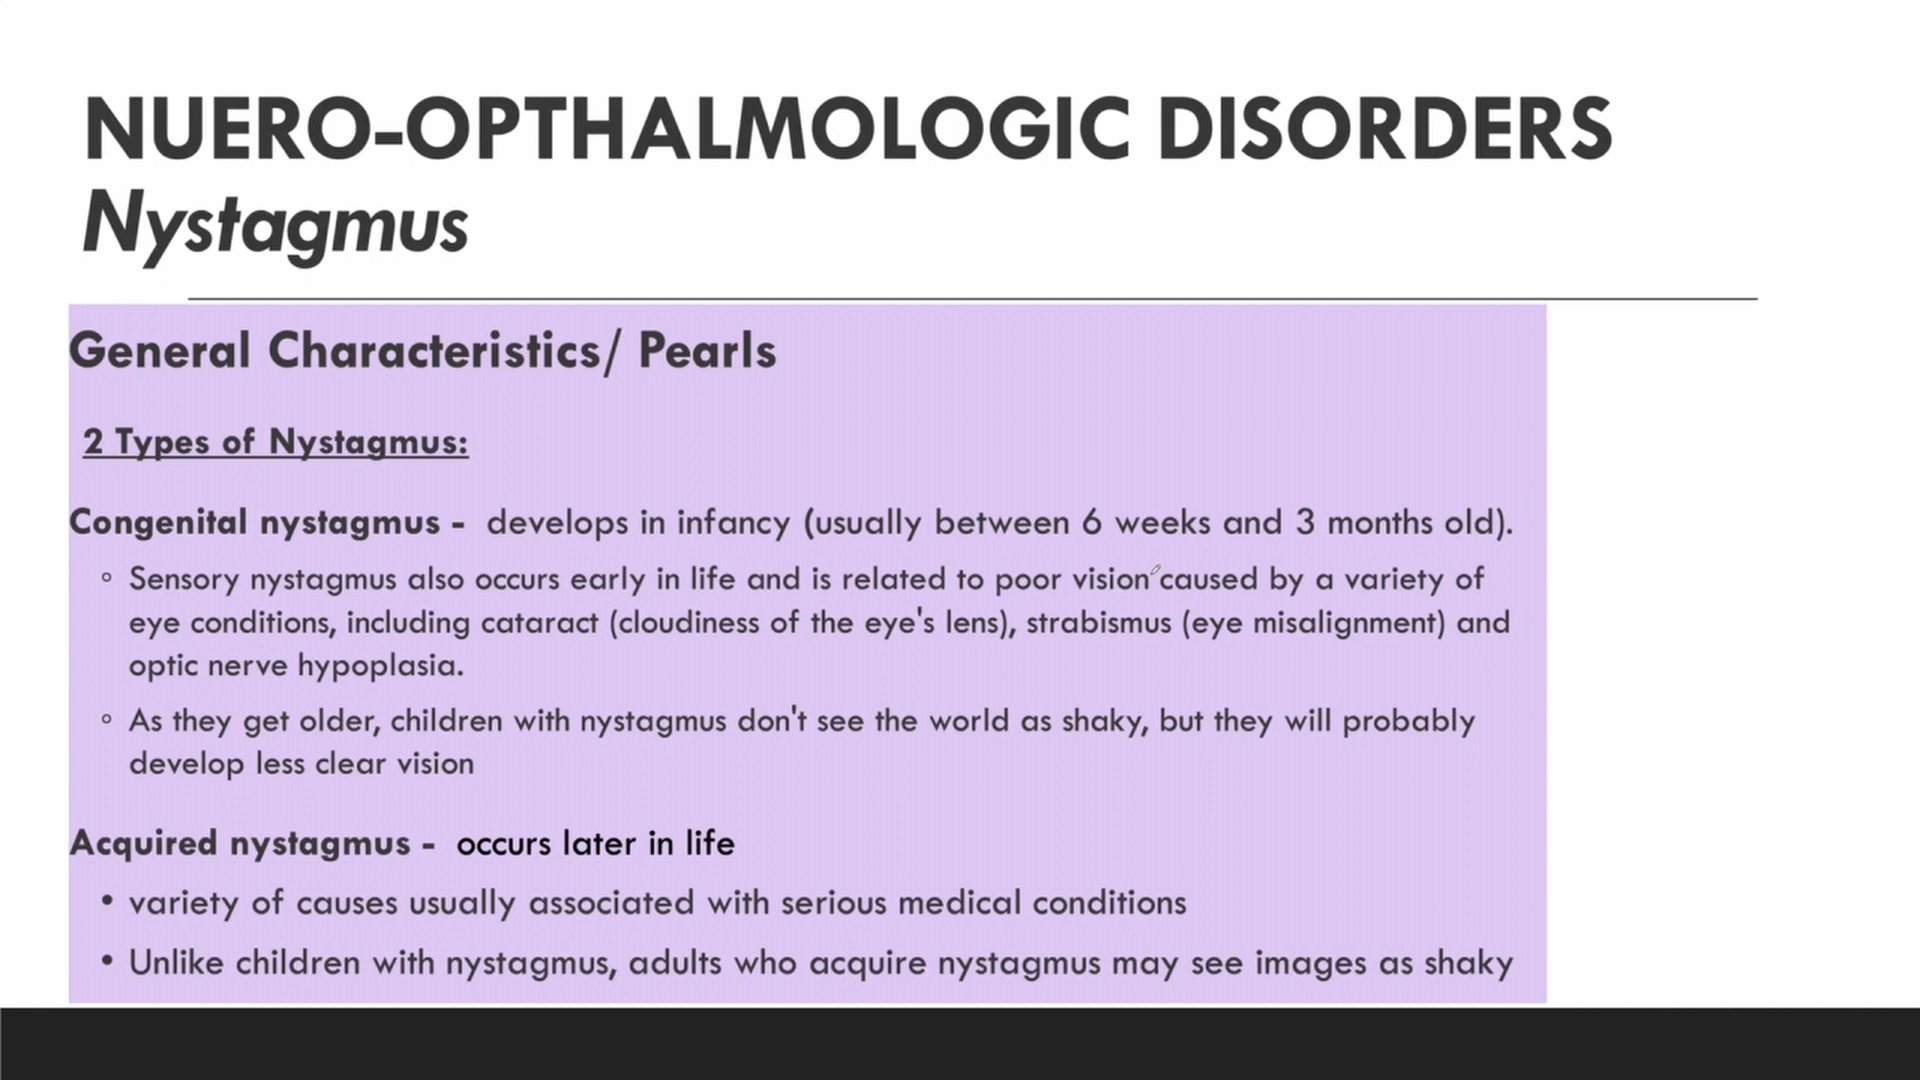 NUERO-OPTHALMOLOGIC DISORDERS
Nystagmus
General Characteristics/ Pearls
2 Types of Nystagmus:
Congenital nystagmus - develops in infancy (usually between 6 weeks and 3 months old).
◦ Sensory nystagmus also occurs early in life and is related to poor vision caused by a variety of
eye conditions, including cataract (cloudiness of the eye's lens), strabismus (eye misalignment) and
optic nerve hypoplasia.
◦ As they get older, children with nystagmus don't see the world as shaky, but they will probably
develop less clear vision
Acquired nystagmus - occurs later in life
• variety of causes usually associated with serious medical conditions
• Unlike children with nystagmus, adults who acquire nystagmus may see images as shaky